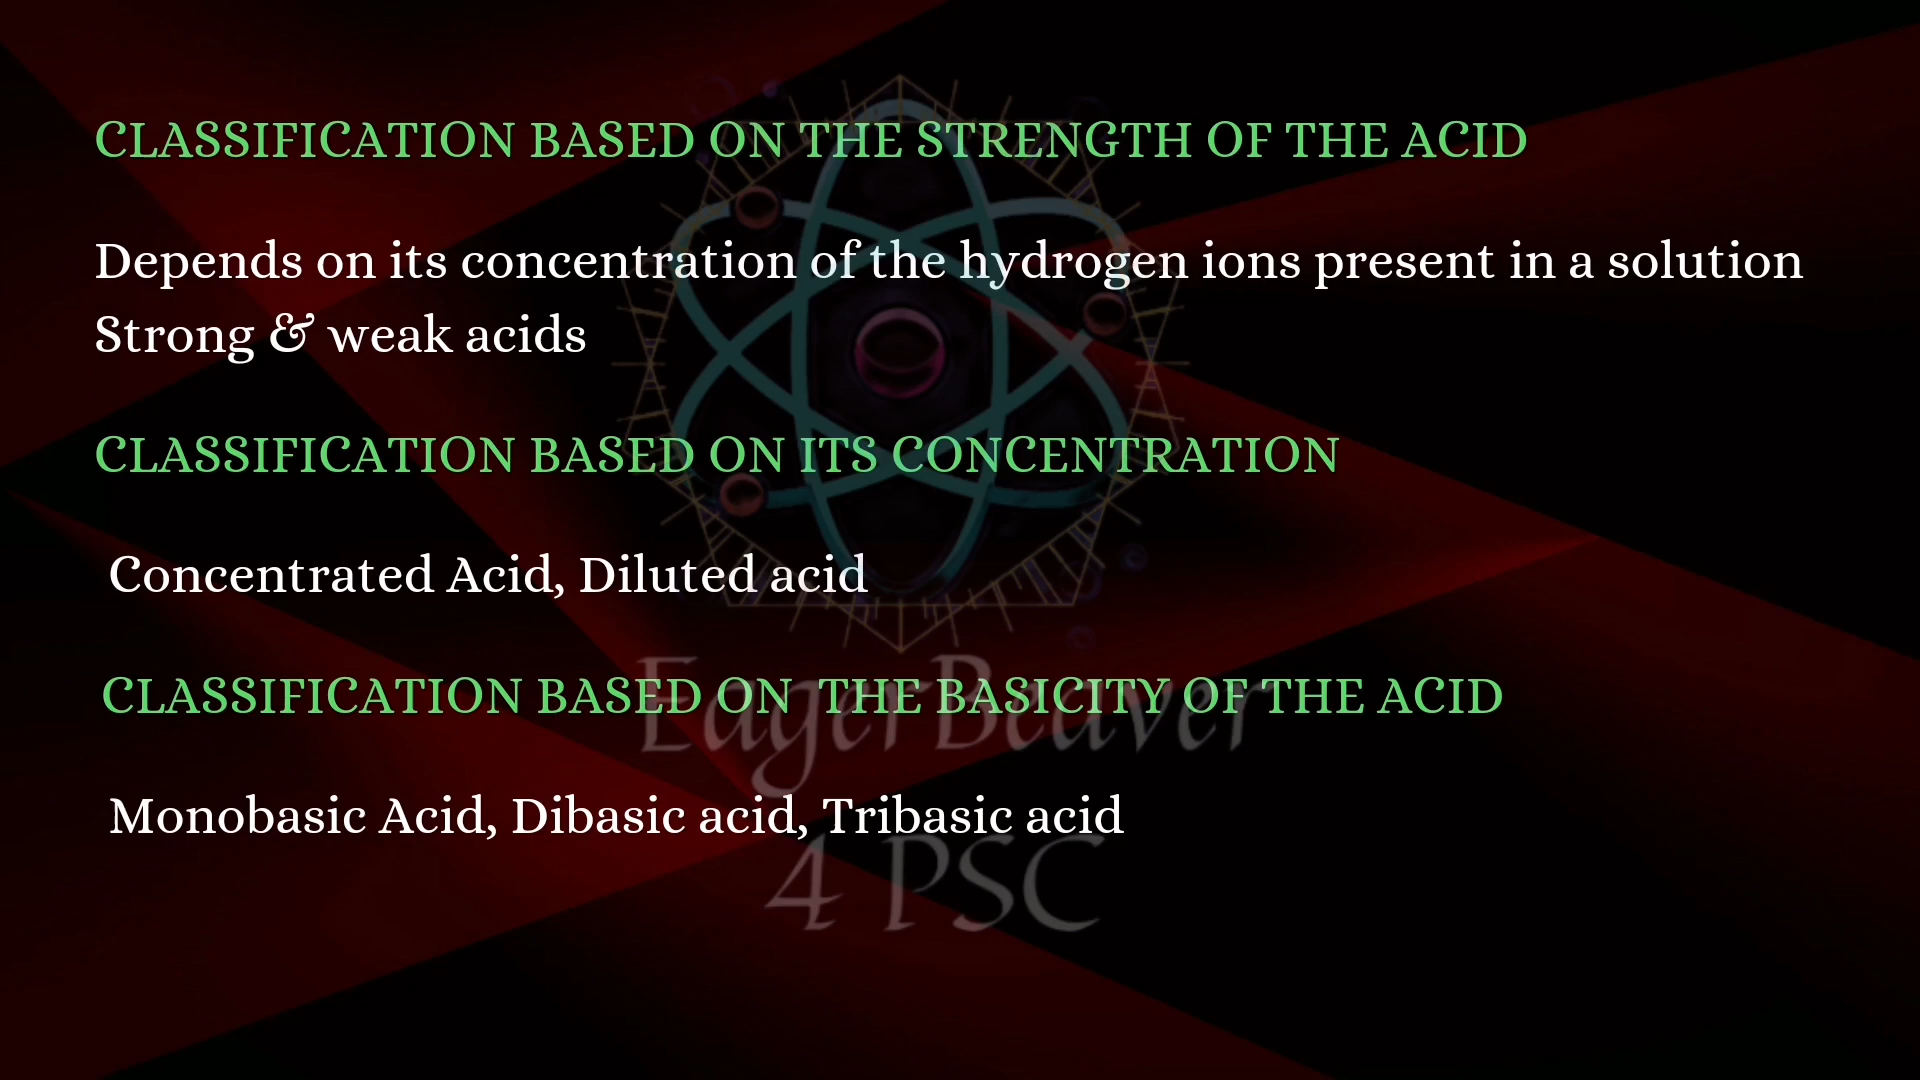 CLASSIFICATION BASED ON THE STRENGTH OF THE ACID
Depends on its concentration of the hydrogen ions present in a solution
Strong & weak acids
CLASSIFICATION BASED ON ITS CONCENTRATION
Concentrated Acid, Diluted acid
CLASSIFICATION BASED ON THE BASICITY OF THE ACID
EagerBeaver
Monobasic Acid, Dibasic acid, Tribasic acid
4 PSC